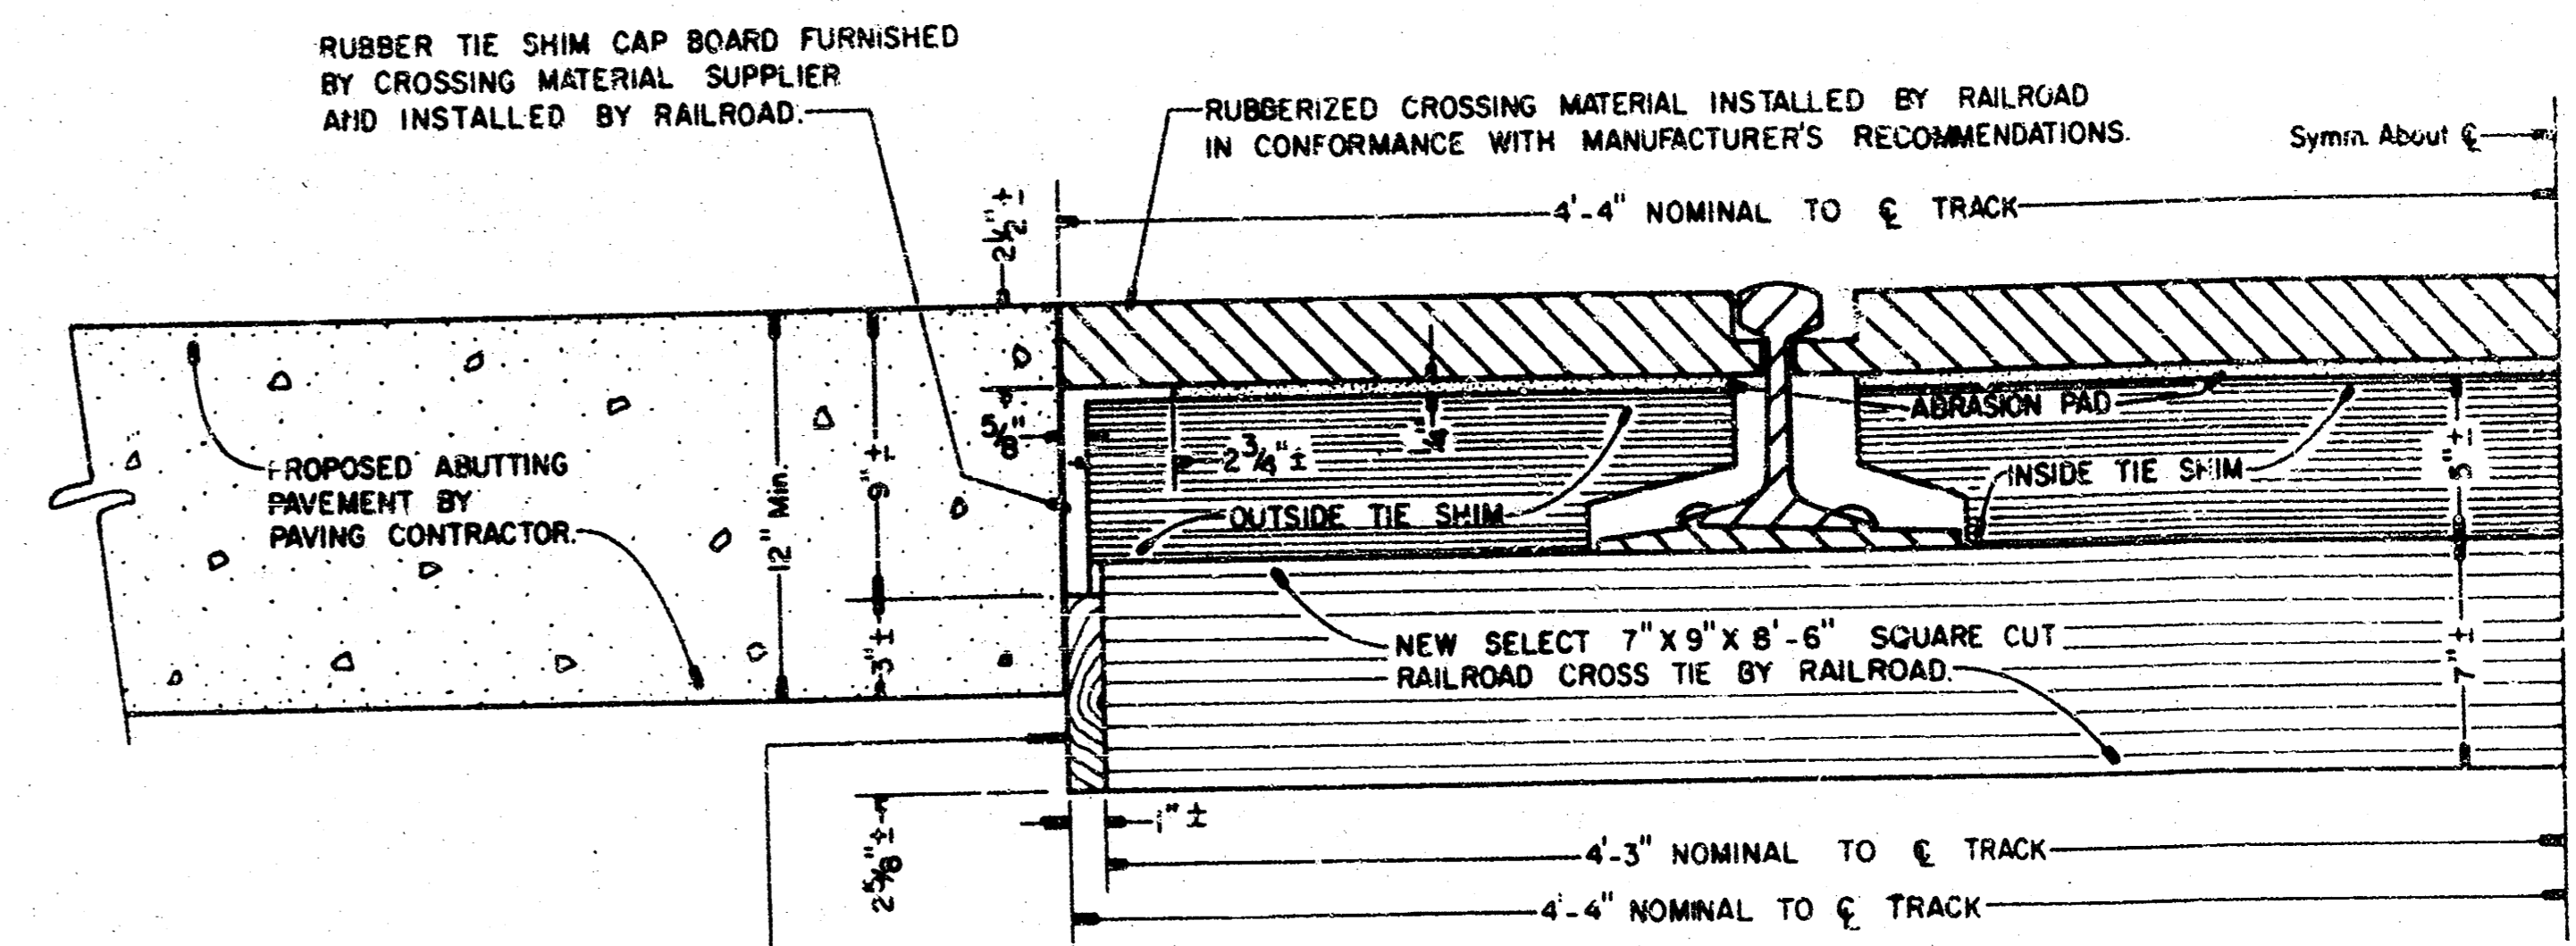 RUBBER TIE SHIM CAP BOARD FURNISHED
BY CROSSING MATERIAL SUPPLIER
AND INSTALLED BY RAILROAD.
RUBBERIZED CROSSING MATERIAL INSTALLED BY RAILROAD
IN CONFORMANCE WITH MANUFACTURER'S RECOMMENDATIONS.
Symm. About ℄
2½" ±
4'-4" NOMINAL TO ℄ TRACK
ABRASION PAD
5/8"
2 3/4" ±
9" ±
12" Min.
5" ±
INSIDE TIE SHIM
OUTSIDE TIE SHIM
PROPOSED ABUTTING
PAVEMENT BY
PAVING CONTRACTOR.
3" ±
NEW SELECT 7" X 9" X 8'-6" SQUARE CUT
RAILROAD CROSS TIE BY RAILROAD.
7" ±
1" ±
4'-3" NOMINAL TO ℄ TRACK
4'-4" NOMINAL TO ℄ TRACK